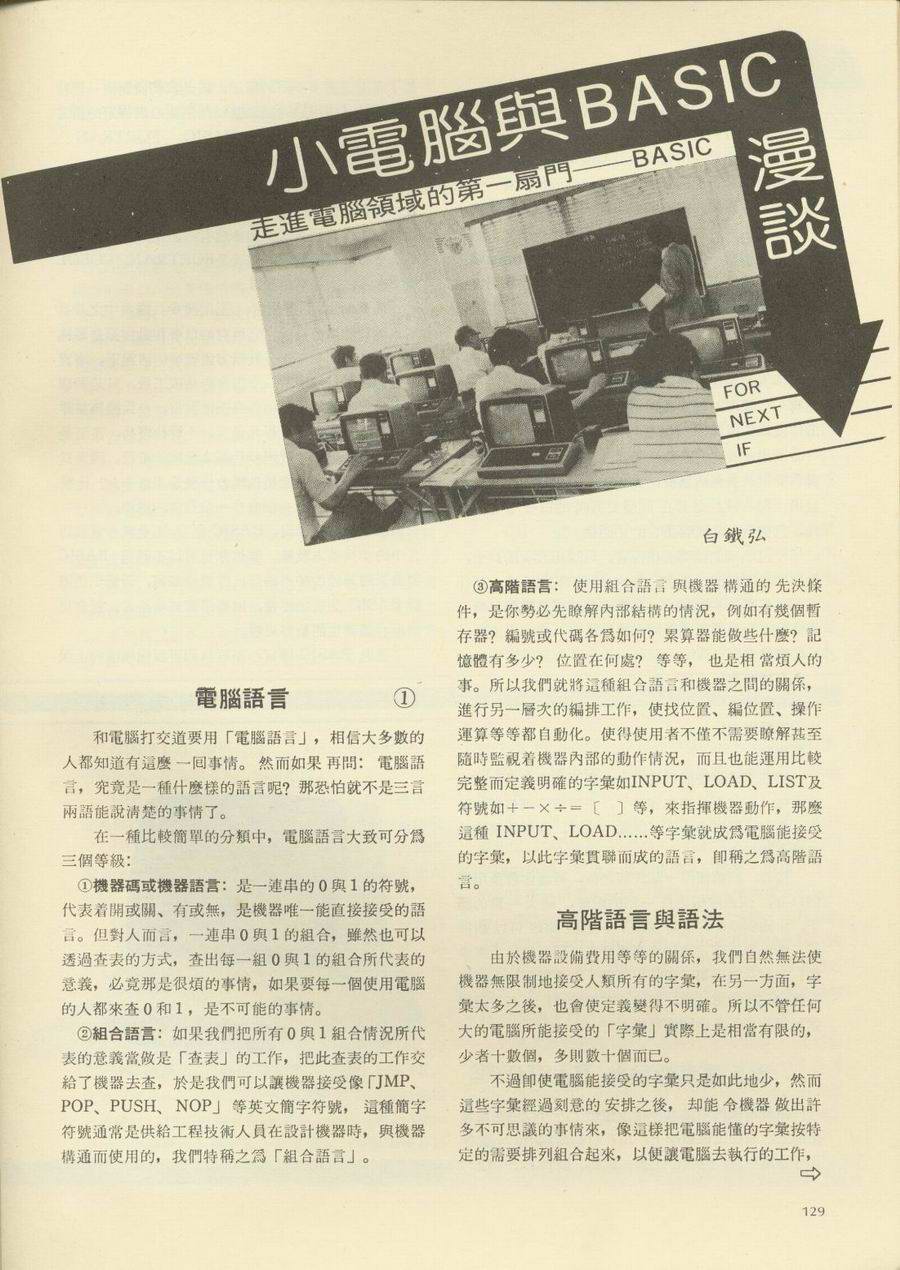 小電腦與BASIC
漫談
走進電腦領域的第一扇門——BASIC
FOR
NEXT
IF
白鐵弘
電腦語言 ①
和電腦打交道要用「電腦語言」，相信大多數的
人都知道有這麼一回事。然而如果再問：電腦語
言，究竟是一種什麼樣的語言呢？那恐怕就不是三言
兩語能說清楚的事情了。
在一種比較簡單的分類中，電腦語言大致可分爲
三個等級：
①機器碼或機器語言：是一連串的0與1的符號，
代表着開或關、有或無，是機器唯一能直接接受的語
言。但對人而言，一連串0與1的組合，雖然也可以
透過查表的方式，查出每一組0與1的組合所代表的
意義，必竟那是很煩的事情，如果要每一個使用電腦
的人都來查0和1，是不可能的事情。
②組合語言：如果我們把所有0與1組合情況所代
表的意義當做是「查表」的工作，把此查表的工作交
給了機器去查，於是我們可以讓機器接受像「JMP、
POP、PUSH、NOP」等英文簡字符號，這種簡字
符號通常是供給工程技術人員在設計機器時，與機器
構通而使用的，我們特稱之爲「組合語言」。
③高階語言：使用組合語言與機器構通的先決條
件，是你勢必先瞭解內部結構的情況，例如有幾個暫
存器？編號或代碼各爲如何？累算器能做些什麼？記
憶體有多少？位置在何處？等等，也是相當煩人的
事。所以我們就將這種組合語言和機器之間的關係，
進行另一層次的編排工作，使找位置、編位置、操作
運算等等都自動化。使得使用者不僅不需要瞭解甚至
隨時監視着機器內部的動作情況，而且也能運用比較
完整而定義明確的字彙如INPUT、LOAD、LIST及
符號如＋－×÷＝〔　〕等，來指揮機器動作，那麼
這種INPUT、LOAD……等字彙就成爲電腦能接受
的字彙，以此字彙貫聯而成的語言，卽稱之爲高階語
言。
高階語言與語法
由於機器設備費用等等的關係，我們自然無法使
機器無限制地接受人類所有的字彙，在另一方面，字
彙太多之後，也會使定義變得不明確。所以不管任何
大的電腦所能接受的「字彙」實際上是相當有限的，
少者十數個，多則數十個而已。
不過卽使電腦能接受的字彙只是如此地少，然而
這些字彙經過刻意的安排之後，却能令機器做出許
多不可思議的事情來，像這樣把電腦能懂的字彙按特
定的需要排列組合起來，以便讓電腦去執行的工作，
⇨
129